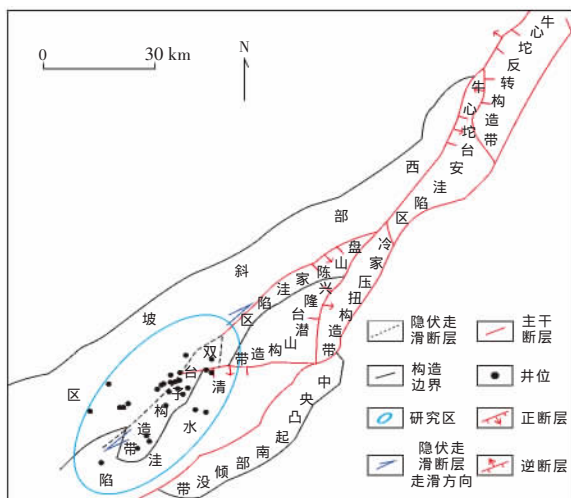 0
30 km
N
牛心坨反转构造带
牛心坨台安洼陷区
西部斜坡区
陈家洼陷区
盘山
兴隆台潜山构造带
冷家压扭构造带
双台子构造带
清水洼陷
中央凸起南部倾没带
隐伏走
滑断层
主干
断层
构造
边界
井位
研究区
正断层
隐伏走
滑断层
走滑方向
逆断层